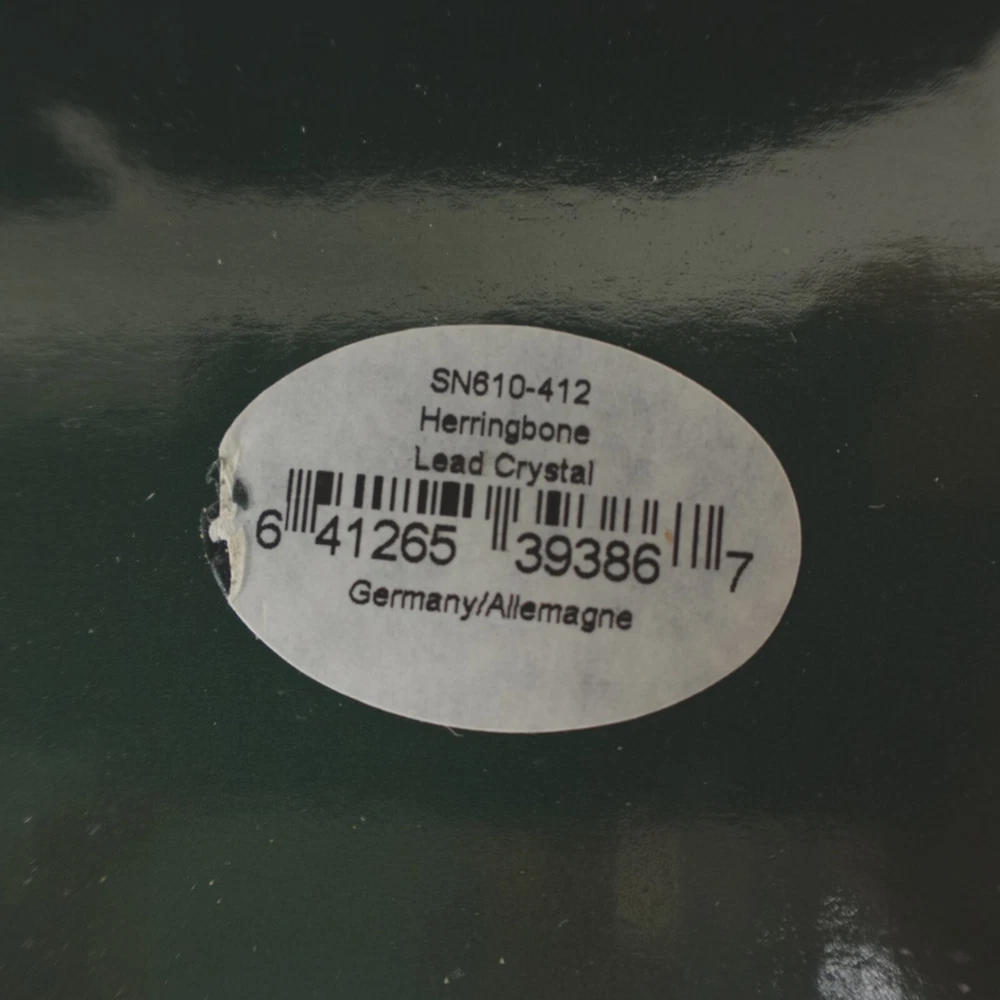 SN610-412
Herringbone
Lead Crystal
6 41265 39386 7
Germany/Allemagne